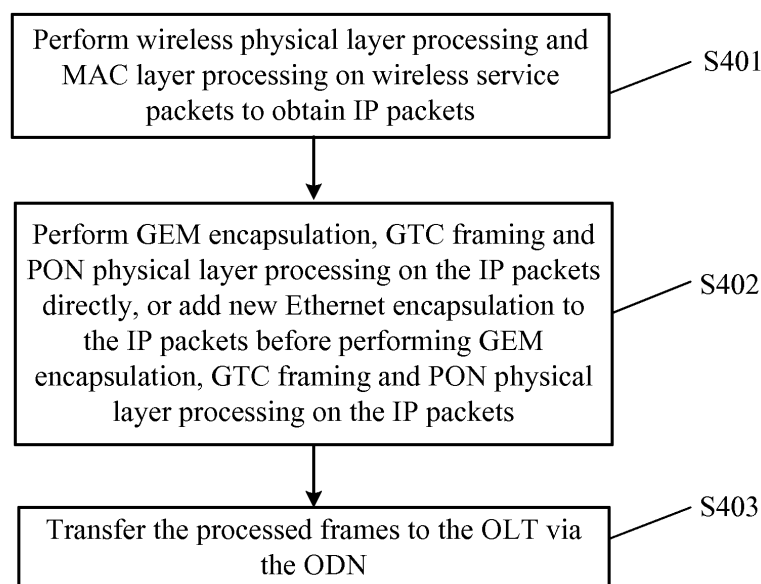 Perform wireless physical layer processing and
MAC layer processing on wireless service
packets to obtain IP packets
S401
Perform GEM encapsulation, GTC framing and
PON physical layer processing on the IP packets
directly, or add new Ethernet encapsulation to
the IP packets before performing GEM
encapsulation, GTC framing and PON physical
layer processing on the IP packets
S402
Transfer the processed frames to the OLT via
the ODN
S403